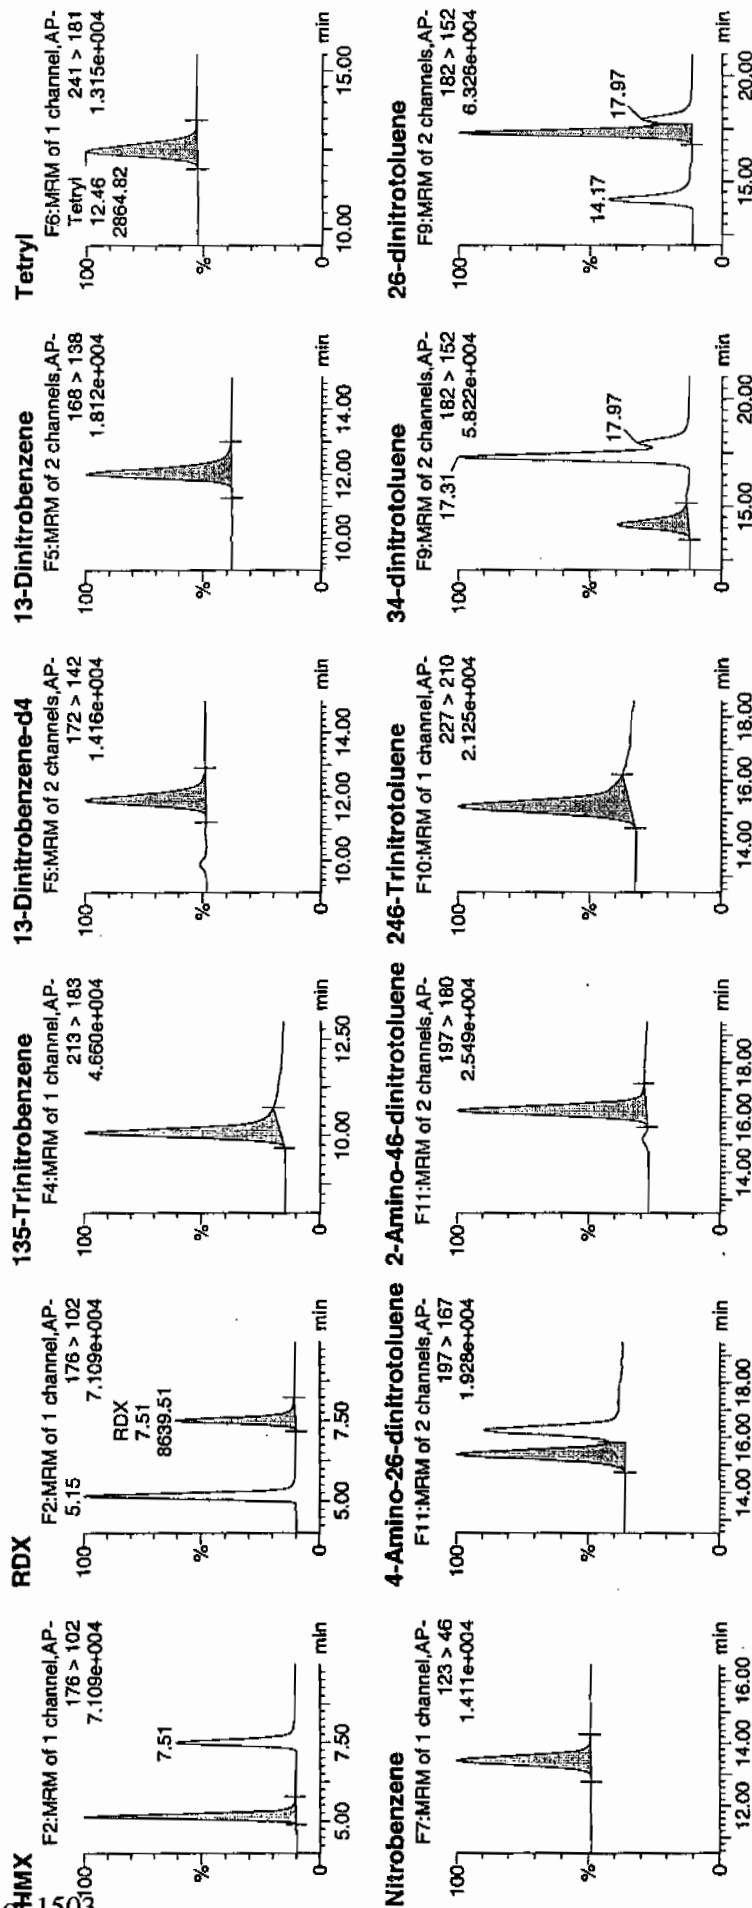 HMX
F2:MRM of 1 channel,AP-
176 > 102
7.109e+004
100
7.51
%
0
5.00 7.50 min
RDX
F2:MRM of 1 channel,AP-
176 > 102
7.109e+004
100
5.15
RDX
7.51
8639.51
%
0
5.00 7.50 min
135-Trinitrobenzene
F4:MRM of 1 channel,AP-
213 > 183
4.660e+004
100
%
0
10.00 12.50 min
13-Dinitrobenzene-d4
F5:MRM of 2 channels,AP-
172 > 142
1.416e+004
100
%
0
10.00 12.00 14.00 min
13-Dinitrobenzene
F5:MRM of 2 channels,AP-
168 > 138
1.812e+004
100
%
0
10.00 12.00 14.00 min
Tetryl
F6:MRM of 1 channel,AP-
241 > 181
1.315e+004
100
Tetryl
12.46
2864.82
%
0
10.00 15.00 min
Nitrobenzene
F7:MRM of 1 channel,AP-
123 > 46
1.411e+004
100
%
0
12.00 14.00 16.00 min
4-Amino-26-dinitrotoluene
F11:MRM of 2 channels,AP-
197 > 167
1.928e+004
100
%
0
14.00 16.00 18.00 min
2-Amino-46-dinitrotoluene
F11:MRM of 2 channels,AP-
197 > 180
2.549e+004
100
%
0
14.00 16.00 18.00 min
246-Trinitrotoluene
F10:MRM of 1 channel,AP-
227 > 210
2.125e+004
100
%
0
14.00 16.00 18.00 min
34-dinitrotoluene
F9:MRM of 2 channels,AP-
182 > 152
5.822e+004
100
17.31
17.97
%
0
15.00 20.00 min
26-dinitrotoluene
F9:MRM of 2 channels,AP-
182 > 152
6.326e+004
100
14.17
17.97
%
0
15.00 20.00 min